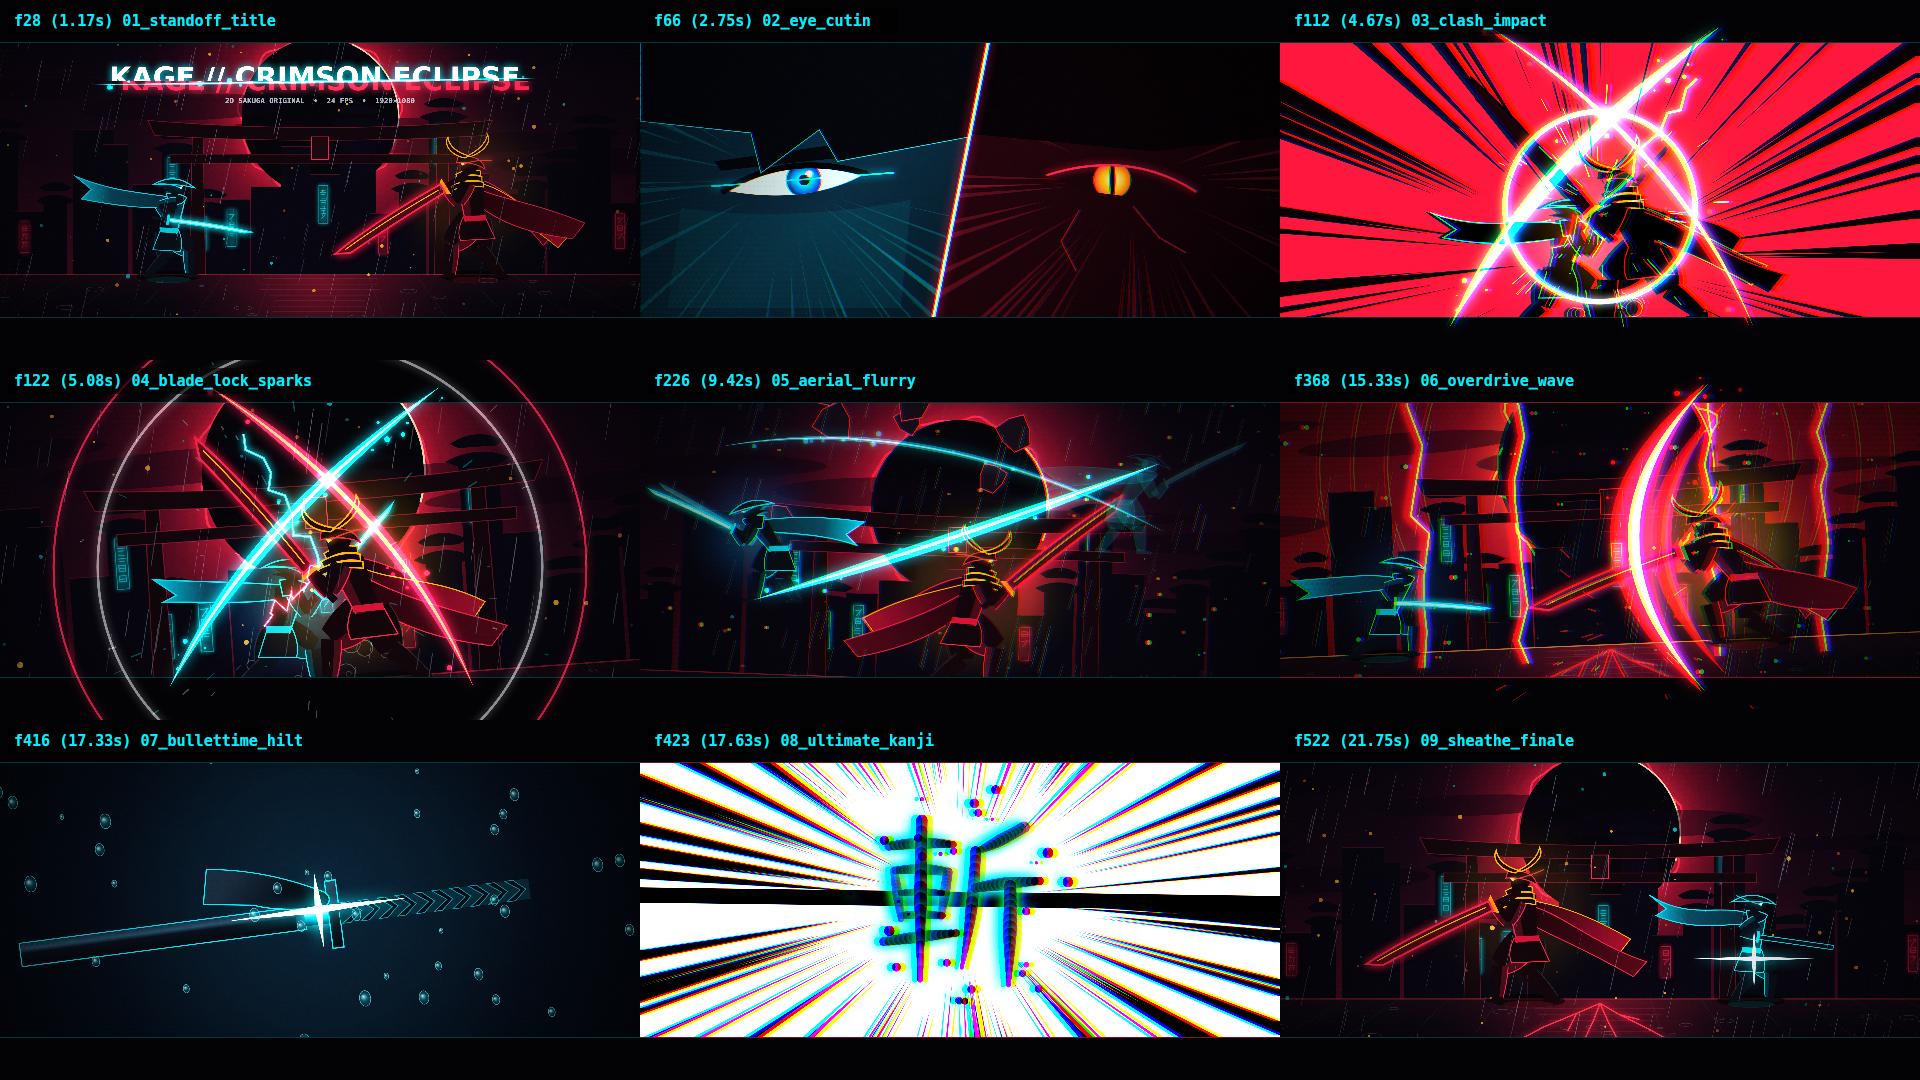 f28 (1.17s) 01_standoff_title
KAGE // CRIMSON ECLIPSE
2D SAKUGA ORIGINAL • 24 FPS • 1920×1080
f66 (2.75s) 02_eye_cutin
f112 (4.67s) 03_clash_impact
f122 (5.08s) 04_blade_lock_sparks
f226 (9.42s) 05_aerial_flurry
f368 (15.33s) 06_overdrive_wave
f416 (17.33s) 07_bullettime_hilt
f423 (17.63s) 08_ultimate_kanji
斬
f522 (21.75s) 09_sheathe_finale